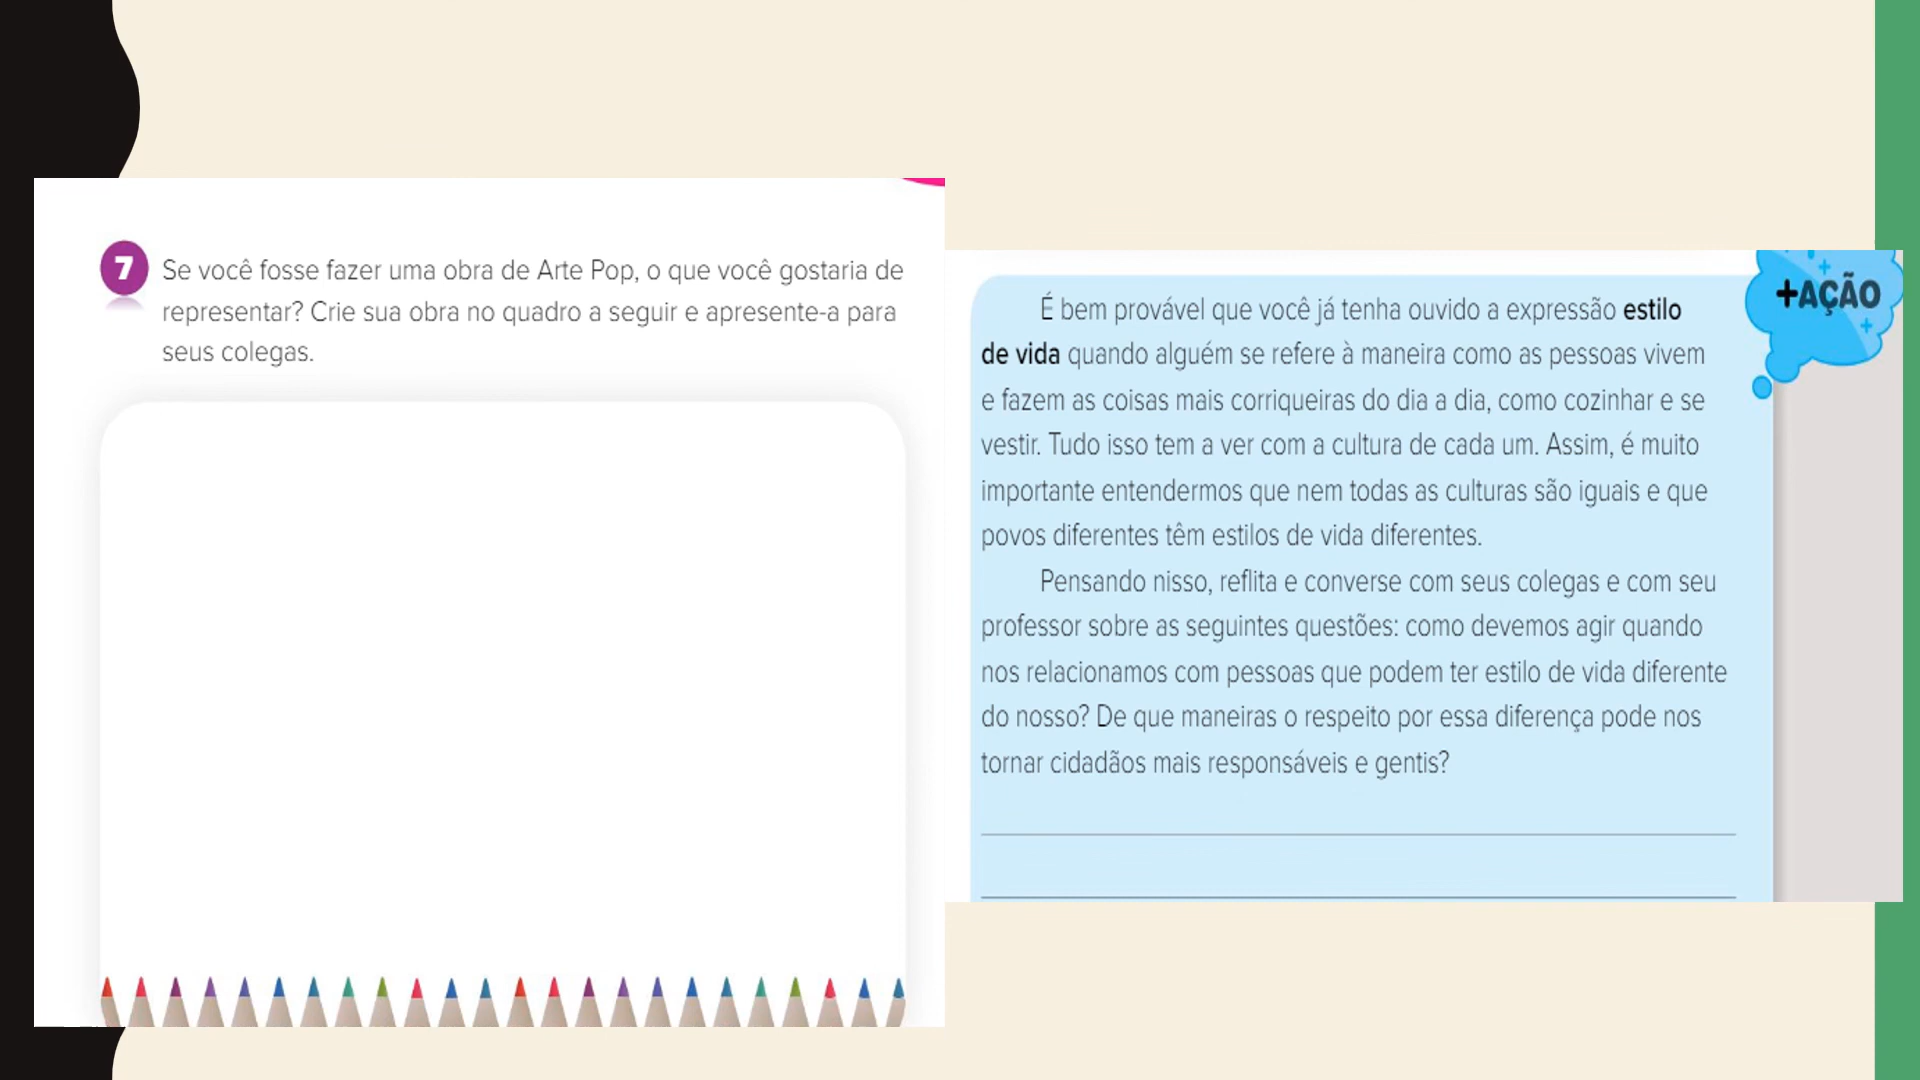 7
Se você fosse fazer uma obra de Arte Pop, o que você gostaria de
representar? Crie sua obra no quadro a seguir e apresente-a para
seus colegas.
+AÇÃO
É bem provável que você já tenha ouvido a expressão estilo
de vida quando alguém se refere à maneira como as pessoas vivem
e fazem as coisas mais corriqueiras do dia a dia, como cozinhar e se
vestir. Tudo isso tem a ver com a cultura de cada um. Assim, é muito
importante entendermos que nem todas as culturas são iguais e que
povos diferentes têm estilos de vida diferentes.
Pensando nisso, reflita e converse com seus colegas e com seu
professor sobre as seguintes questões: como devemos agir quando
nos relacionamos com pessoas que podem ter estilo de vida diferente
do nosso? De que maneiras o respeito por essa diferença pode nos
tornar cidadãos mais responsáveis e gentis?